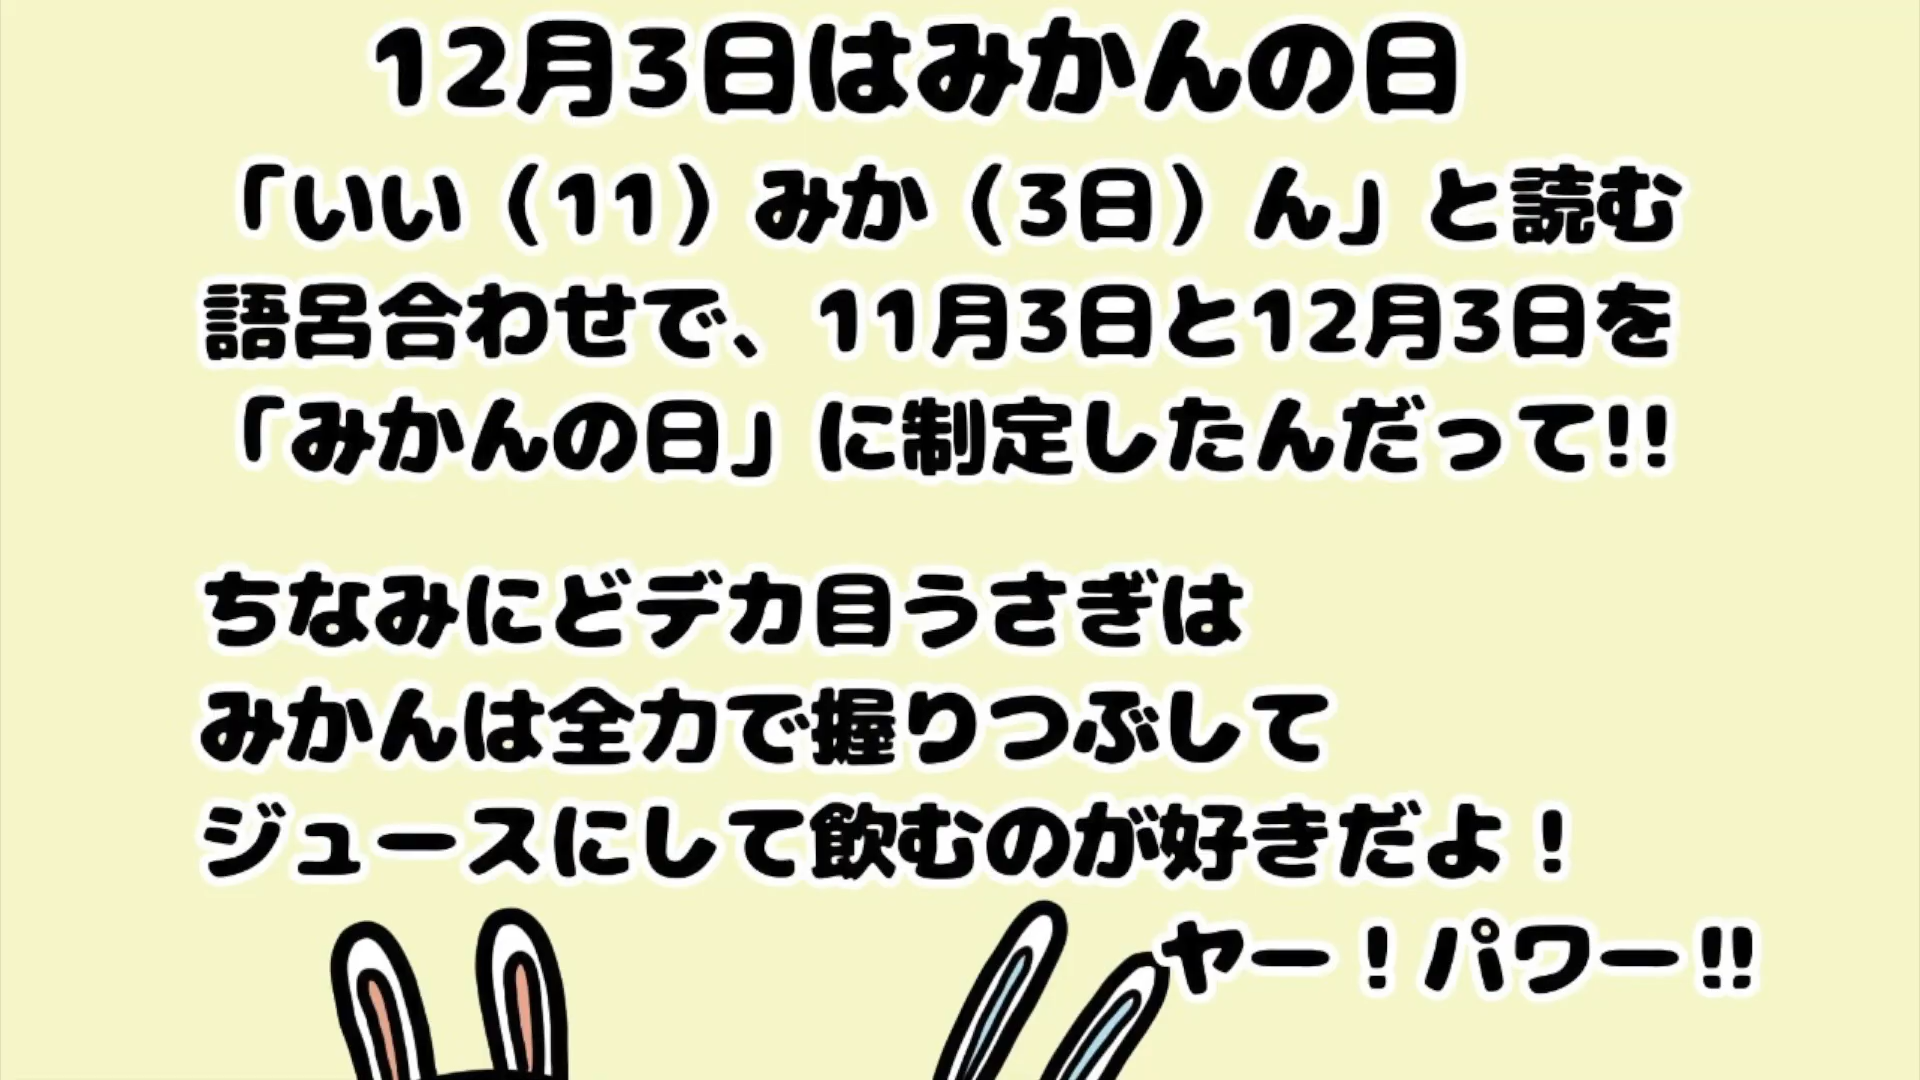 12月3日はみかんの日
「いい（11）みか（3日）ん」と読む
語呂合わせで、11月3日と12月3日を
「みかんの日」に制定したんだって!!
ちなみにどデカ目うさぎは
みかんは全力で握りつぶして
ジュースにして飲むのが好きだよ！
ヤー！パワー!!